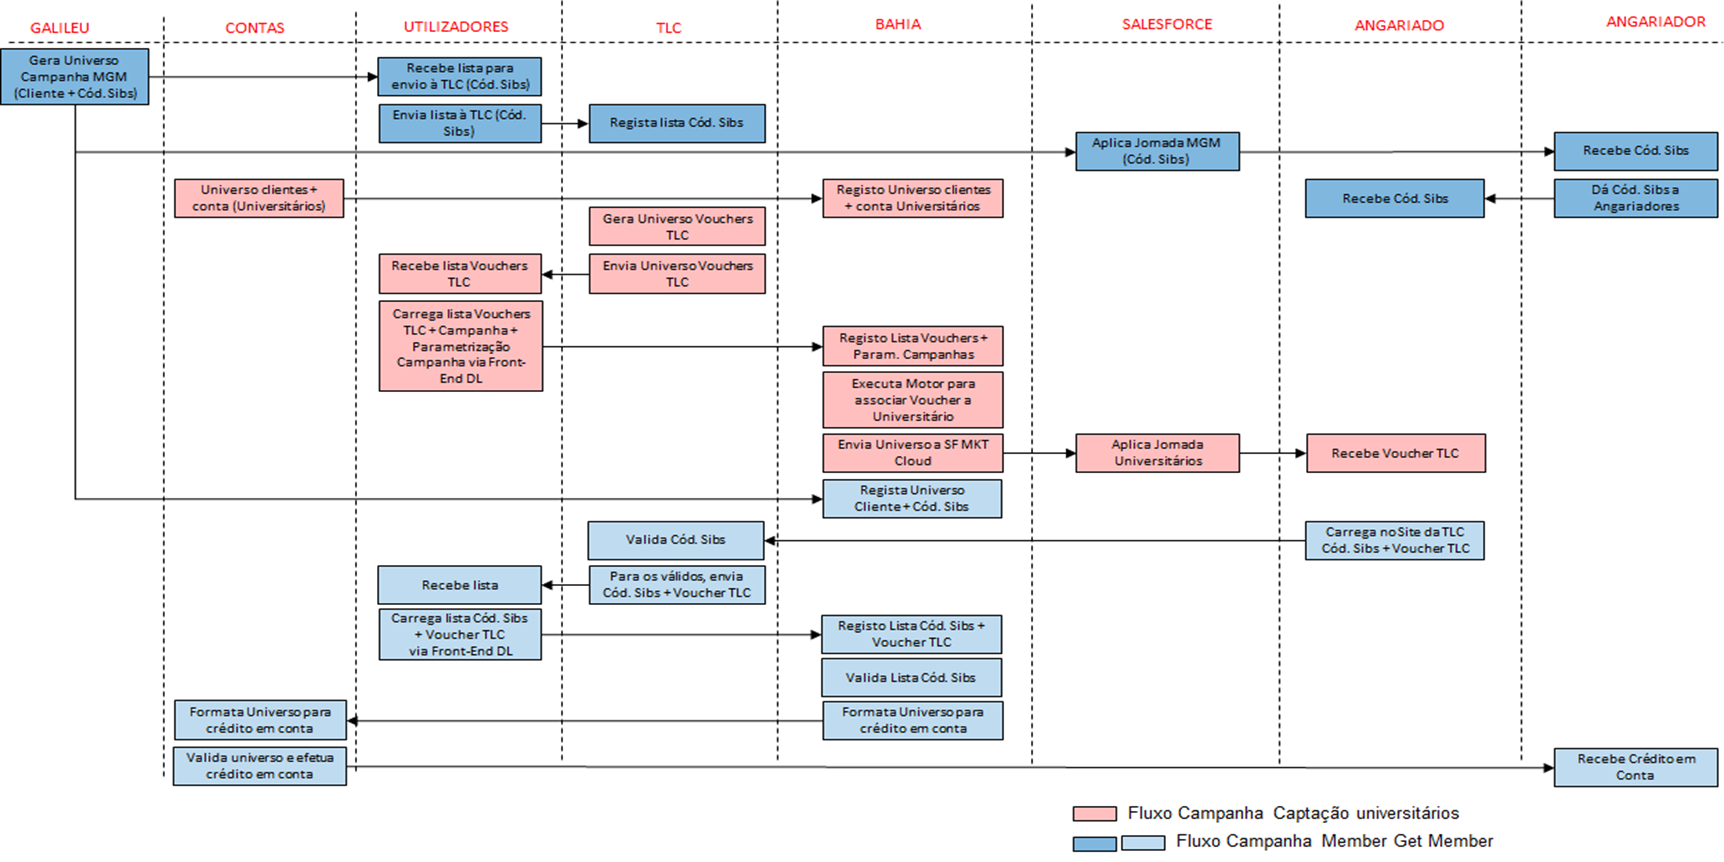 GALILEU
CONTAS
UTILIZADORES
TLC
BAHIA
SALESFORCE
ANGARIADO
ANGARIADOR
Gera Universo
Campanha MGM
(Cliente + Cód. Sibs)
Recebe lista para
envio à TLC (Cód. Sibs)
Envia lista à TLC (Cód.
Sibs)
Regista lista Cód. Sibs
Aplica Jornada MGM
(Cód. Sibs)
Recebe Cód. Sibs
Universo clientes +
conta (Universitários)
Registo Universo clientes
+ conta Universitários
Recebe Cód. Sibs
Dá Cód. Sibs a
Angariadores
Gera Universo Vouchers
TLC
Recebe lista Vouchers
TLC
Envia Universo Vouchers
TLC
Carrega lista Vouchers
TLC + Campanha +
Parametrização
Campanha via Front-
End DL
Registo Lista Vouchers +
Param. Campanhas
Executa Motor para
associar Voucher a
Universitário
Envia Universo a SF MKT
Cloud
Aplica Jornada
Universitários
Recebe Voucher TLC
Regista Universo
Cliente + Cód. Sibs
Valida Cód. Sibs
Carrega no Site da TLC
Cód. Sibs + Voucher TLC
Recebe lista
Para os válidos, envia
Cód. Sibs + Voucher TLC
Carrega lista Cód. Sibs
+ Voucher TLC
via Front-End DL
Registo Lista Cód. Sibs +
Voucher TLC
Valida Lista Cód. Sibs
Formata Universo para
crédito em conta
Formata Universo para
crédito em conta
Valida universo e efetua
crédito em conta
Recebe Crédito em
Conta
Fluxo Campanha Captação universitários
Fluxo Campanha Member Get Member